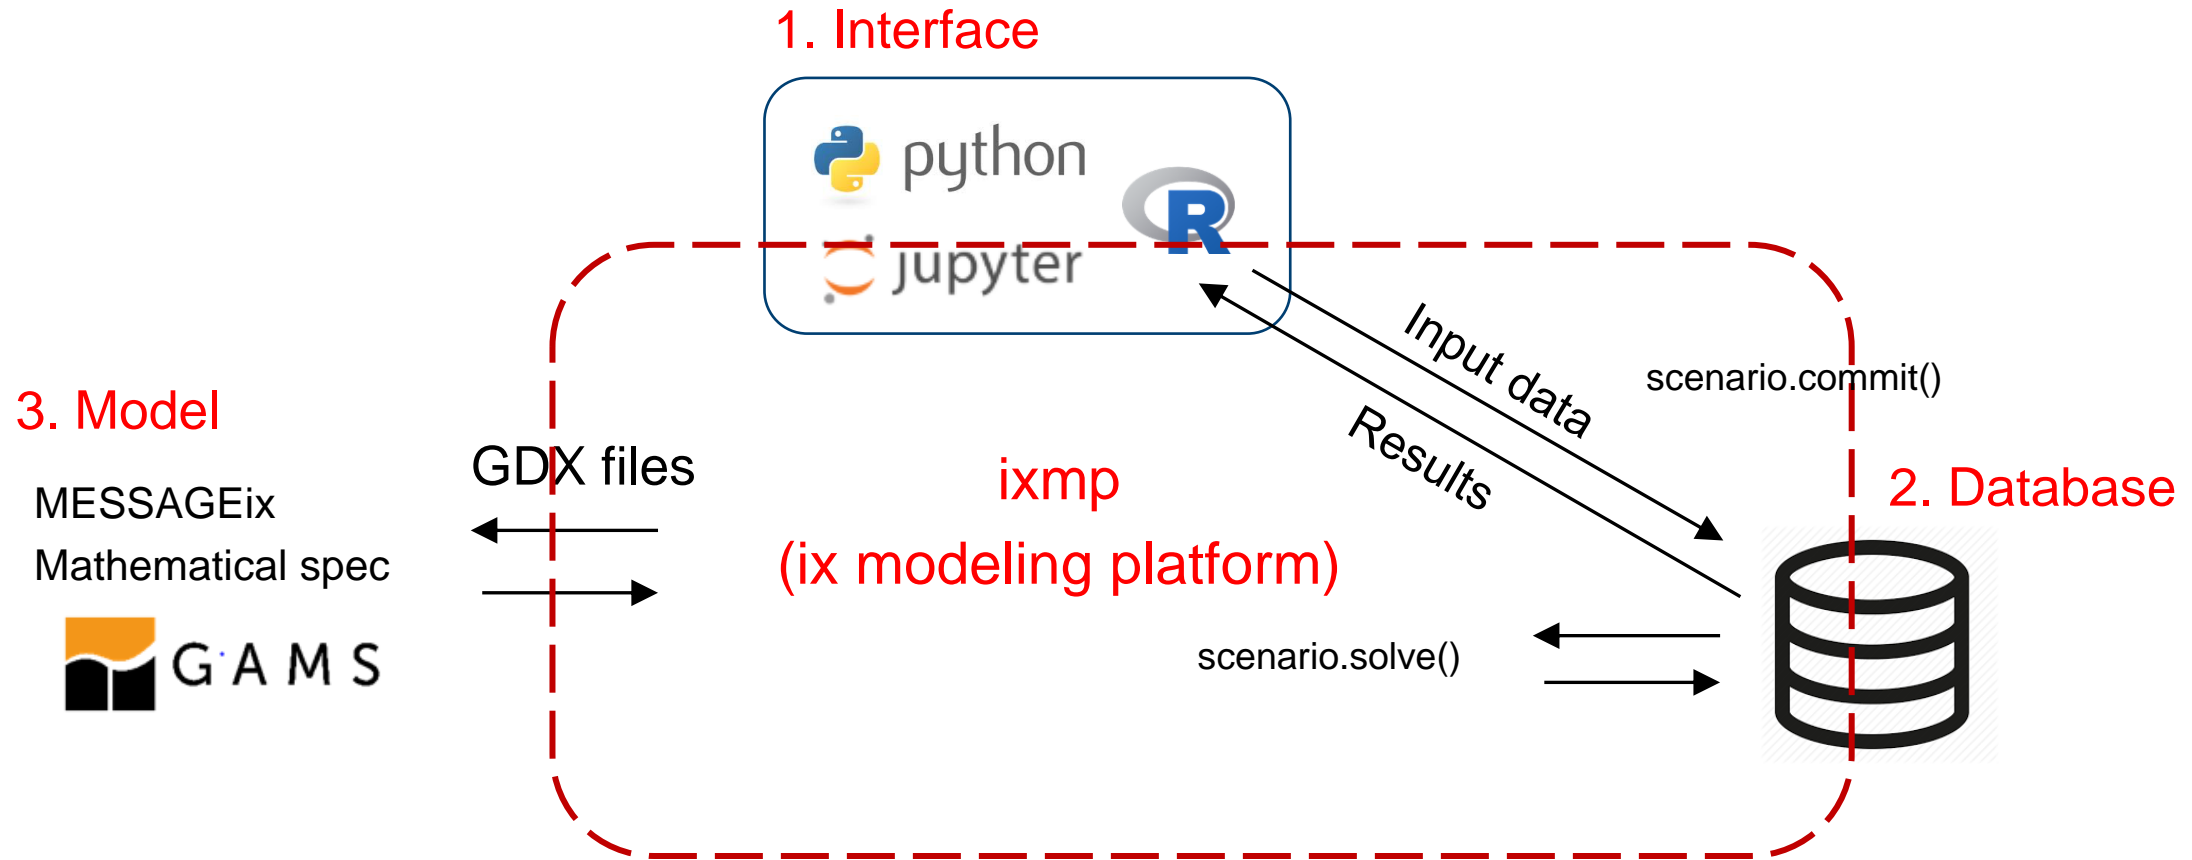 1. Interface
python
R
jupyter
Input data
scenario.commit()
Results
3. Model
GDX files
ixmp
2. Database
MESSAGEix
(ix modeling platform)
Mathematical spec
scenario.solve()
GAMS